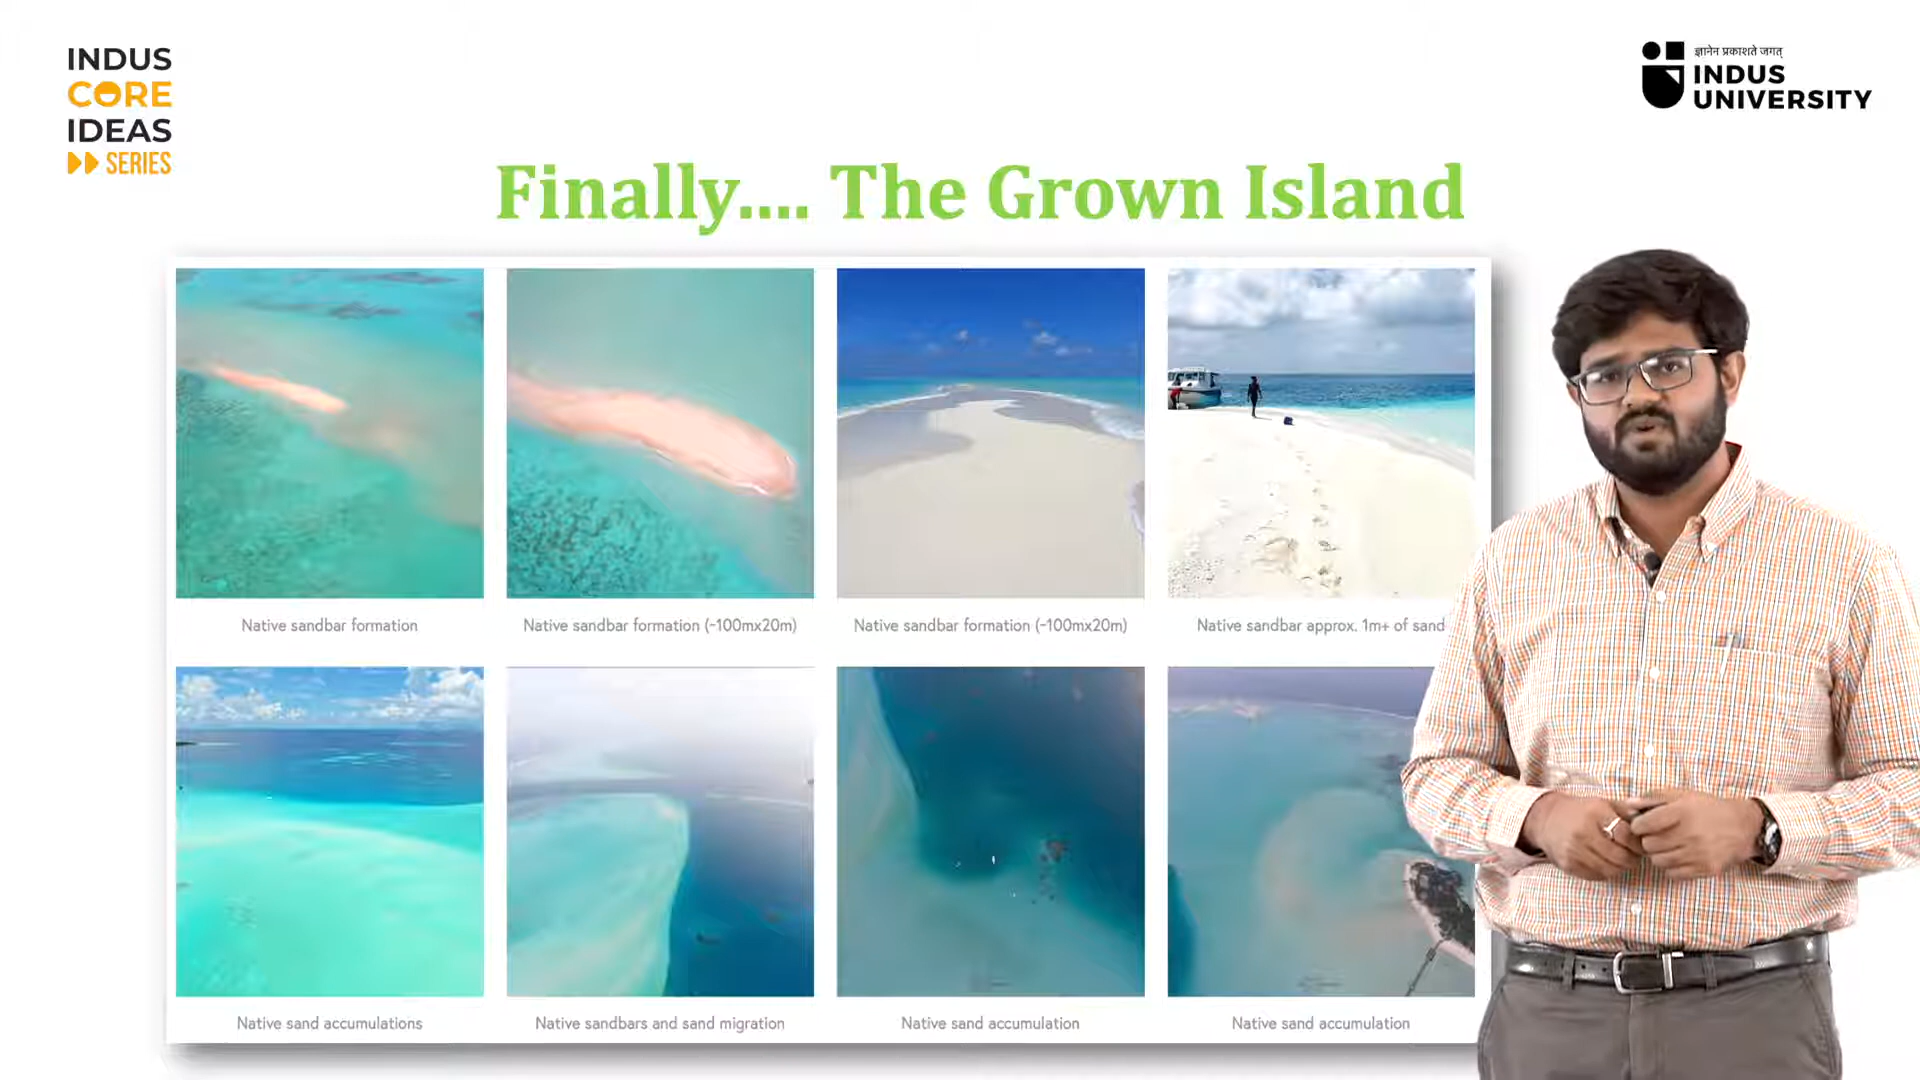 INDUS
CORE
IDEAS
SERIES
ज्ञानेन प्रकाशते जगत्
INDUS
UNIVERSITY
Finally.... The Grown Island
Native sandbar formation
Native sandbar formation (~100mx20m)
Native sandbar formation (~100mx20m)
Native sandbar approx. 1m+ of sand
Native sand accumulations
Native sandbars and sand migration
Native sand accumulation
Native sand accumulation